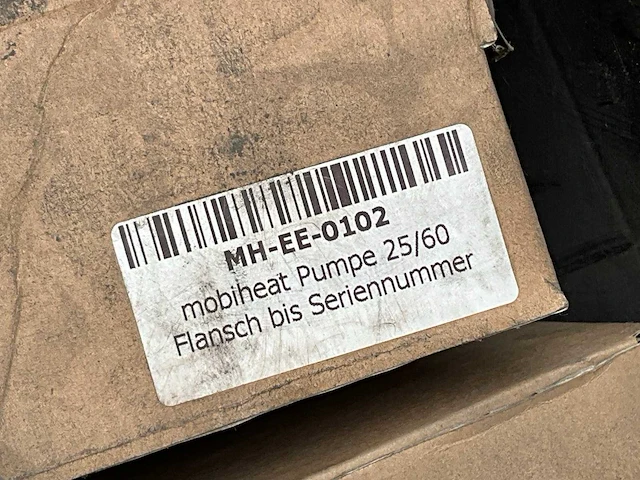 MH-EE-0102
mobiheat Pumpe 25/60
Flansch bis Seriennummer